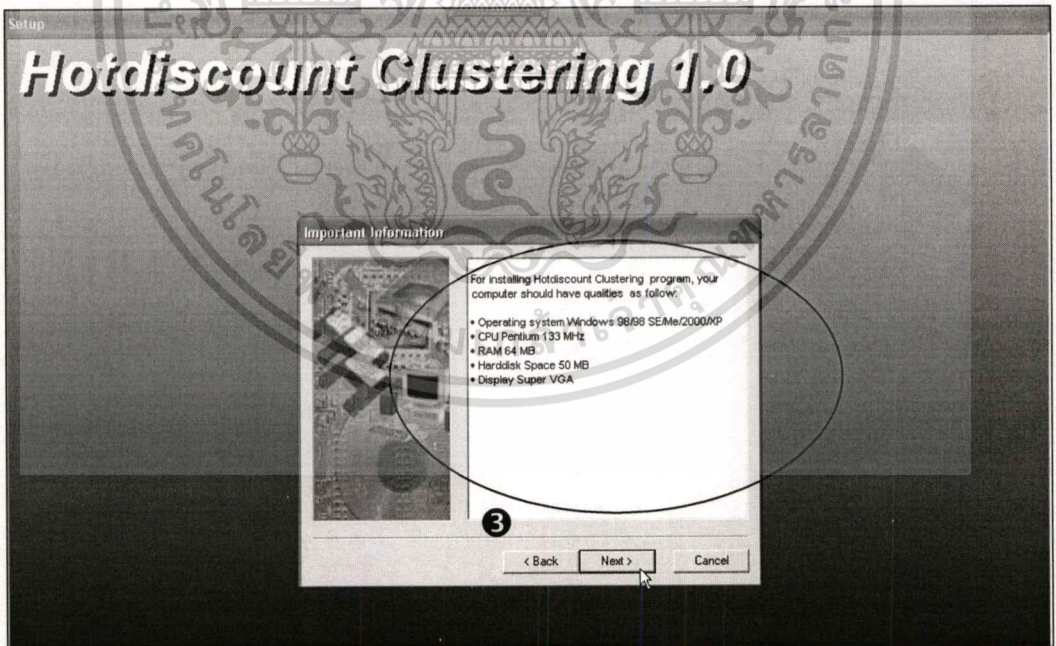 Setup
Hotdiscount Clustering 1.0
Important Information
For installing Hotdiscount Clustering program, your
computer should have qualities as follow:
• Operating system Windows 98/98 SE/Me/2000/XP
• CPU Pentium 133 MHz
• RAM 64 MB
• Harddisk Space 50 MB
• Display Super VGA
3
< Back
Next >
Cancel